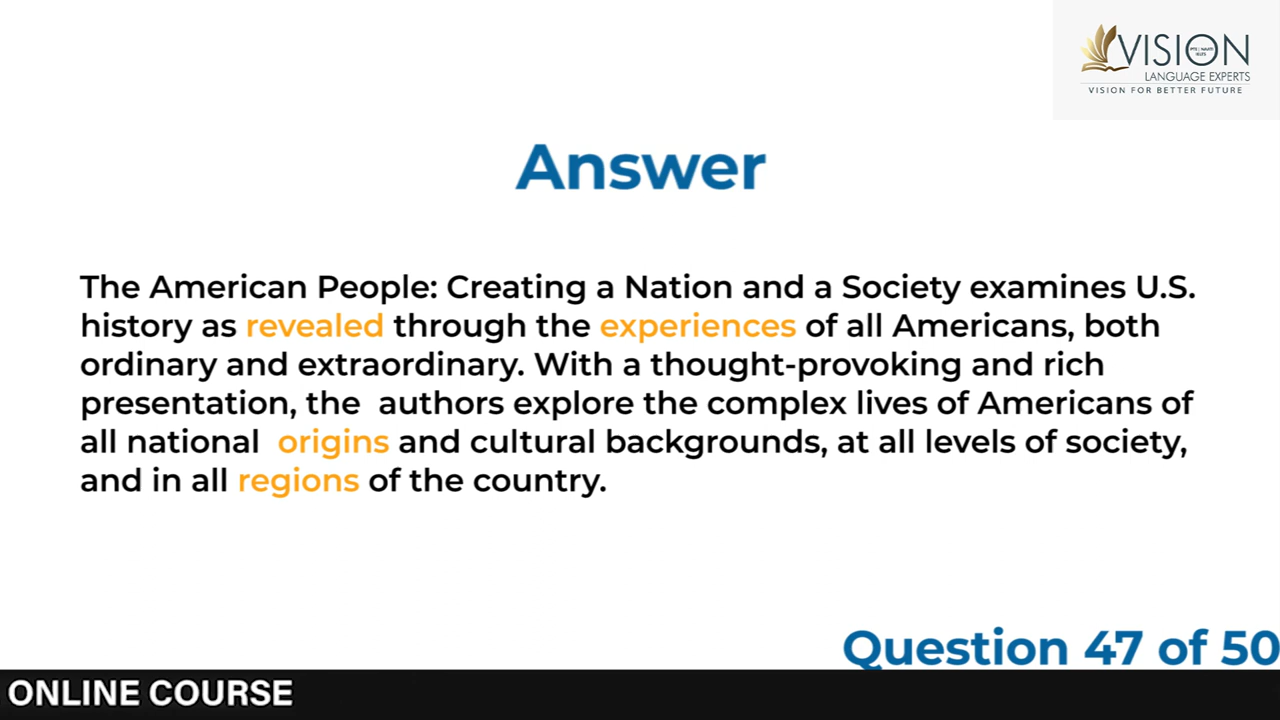 VISION
PTE | NAATI
IELTS
LANGUAGE EXPERTS
VISION FOR BETTER FUTURE
Answer
The American People: Creating a Nation and a Society examines U.S.
history as revealed through the experiences of all Americans, both
ordinary and extraordinary. With a thought-provoking and rich
presentation, the authors explore the complex lives of Americans of
all national origins and cultural backgrounds, at all levels of society,
and in all regions of the country.
Question 47 of 50
ONLINE COURSE